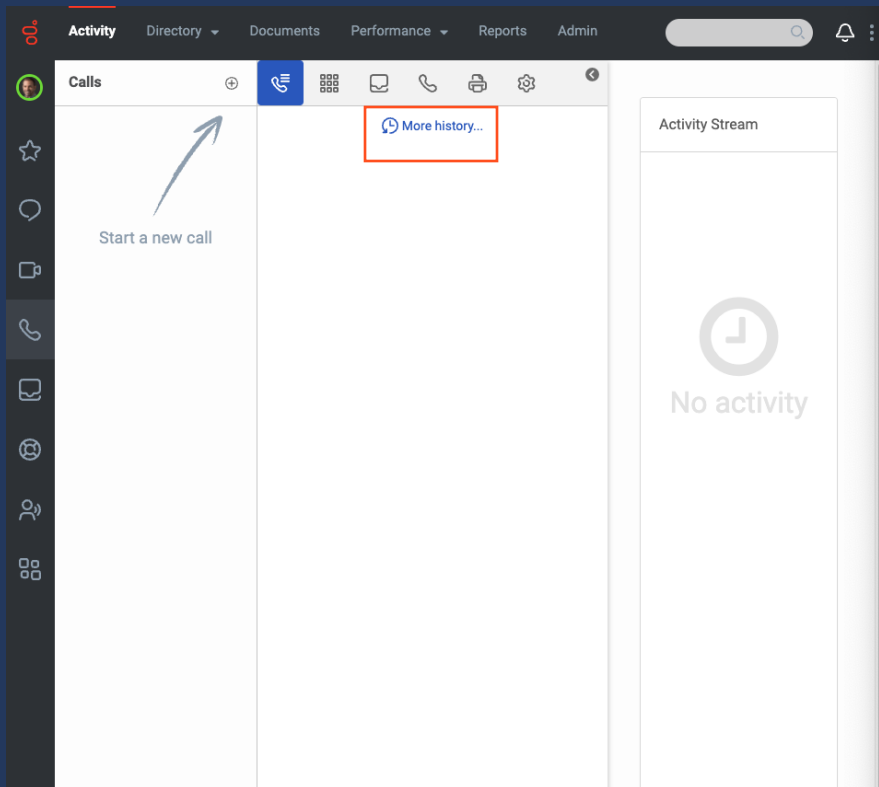 Activity
Directory
Documents
Performance
Reports
Admin
Calls
More history...
Start a new call
Activity Stream
No activity